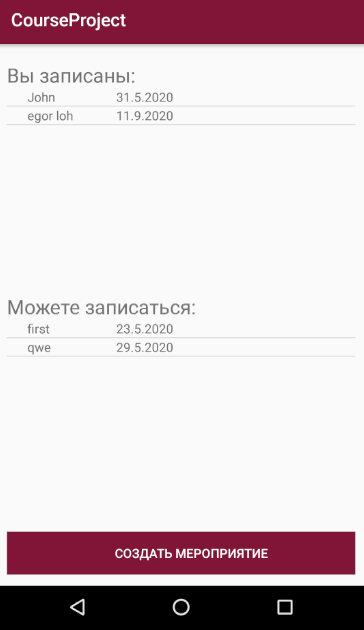 CourseProject
Вы записаны:
John 31.5.2020
egor loh 11.9.2020
Можете записаться:
first 23.5.2020
qwe 29.5.2020
СОЗДАТЬ МЕРОПРИЯТИЕ